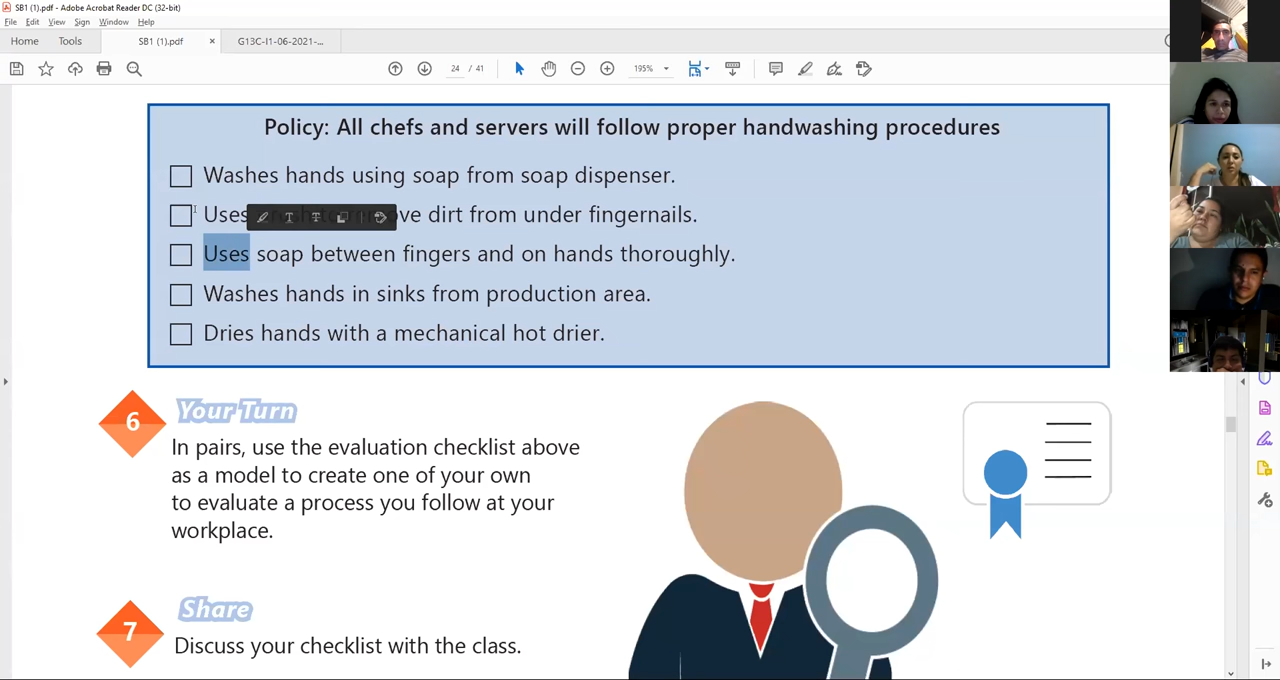 SB1 (1).pdf - Adobe Acrobat Reader DC (32-bit)
File Edit View Sign Window Help
Home Tools SB1 (1).pdf × G13C-I1-06-2021-...
24 / 41 195%
Policy: All chefs and servers will follow proper handwashing procedures
Washes hands using soap from soap dispenser.
Uses dirt from under fingernails.
Uses soap between fingers and on hands thoroughly.
Washes hands in sinks from production area.
Dries hands with a mechanical hot drier.
6 Your Turn
In pairs, use the evaluation checklist above
as a model to create one of your own
to evaluate a process you follow at your
workplace.
7 Share
Discuss your checklist with the class.